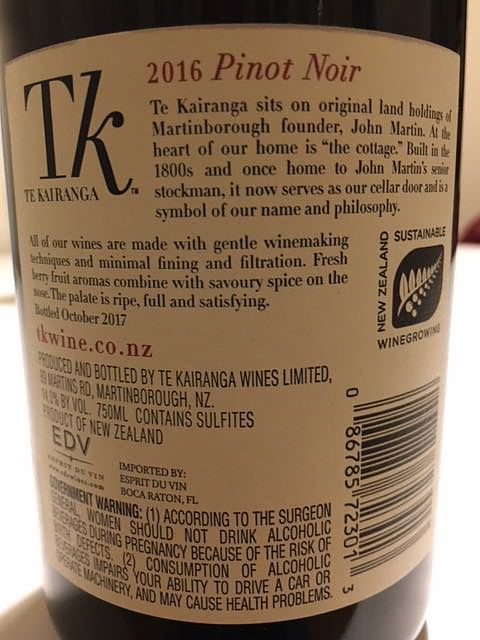 2016 Pinot Noir
Tk
TE KAIRANGA
TM
Te Kairanga sits on original land holdings of
Martinborough founder, John Martin. At the
heart of our home is “the cottage.” Built in the
1800s and once home to John Martin's senior
stockman, it now serves as our cellar door and is a
symbol of our name and philosophy.
All of our wines are made with gentle winemaking
techniques and minimal fining and filtration. Fresh
berry fruit aromas combine with savoury spice on the
nose. The palate is ripe, full and satisfying.
Bottled October 2017
tkwine.co.nz
NEW ZEALAND
SUSTAINABLE
WINEGROWING
PRODUCED AND BOTTLED BY TE KAIRANGA WINES LIMITED,
89 MARTINS RD, MARTINBOROUGH, NZ.
14.0% BY VOL. 750ML CONTAINS SULFITES
PRODUCT OF NEW ZEALAND
EDV
ESPRIT DU VIN
www.edvwines.com
IMPORTED BY:
ESPRIT DU VIN
BOCA RATON, FL
GOVERNMENT WARNING: (1) ACCORDING TO THE SURGEON
GENERAL, WOMEN SHOULD NOT DRINK ALCOHOLIC
BEVERAGES DURING PREGNANCY BECAUSE OF THE RISK OF
BIRTH DEFECTS. (2) CONSUMPTION OF ALCOHOLIC
BEVERAGES IMPAIRS YOUR ABILITY TO DRIVE A CAR OR
OPERATE MACHINERY, AND MAY CAUSE HEALTH PROBLEMS.
0 86785 72301 3